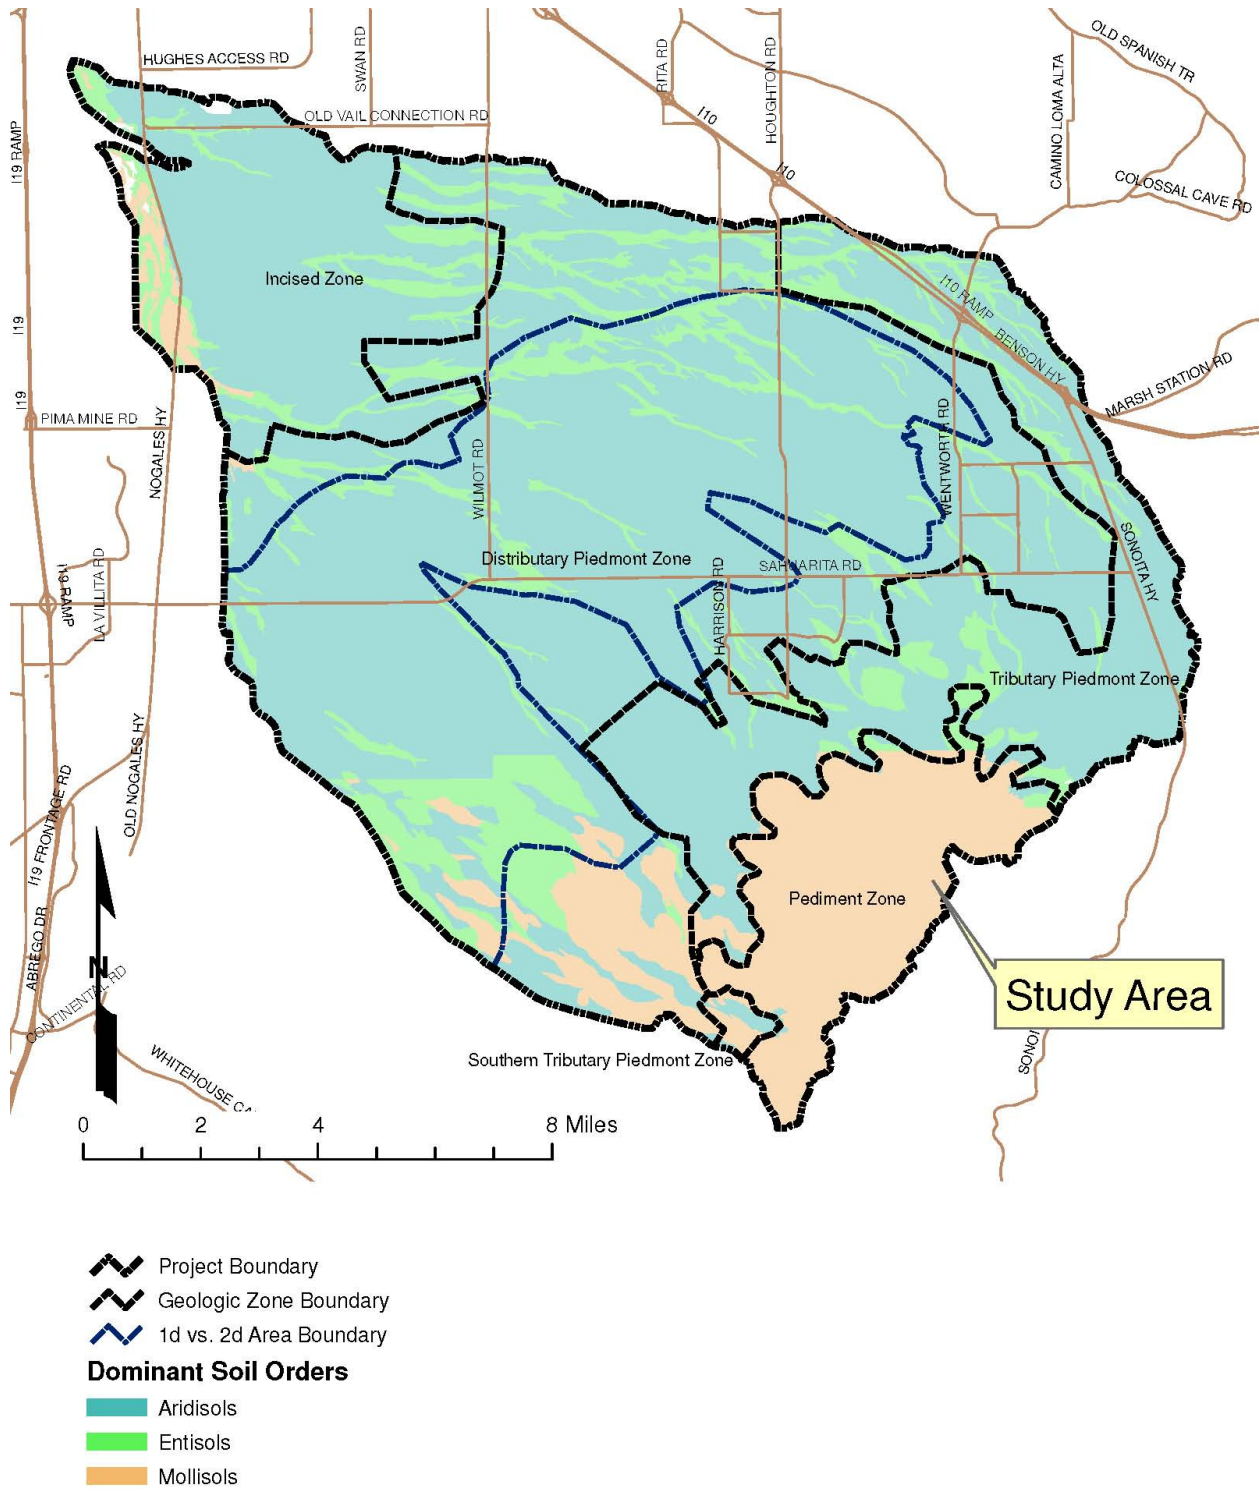 HUGHES ACCESS RD
SWAN RD
RITA RD
HOUGHTON RD
OLD SPANISH TR
CAMINO LOMA ALTA
OLD VAIL CONNECTION RD
I10
I10
I19 RAMP
COLOSSAL CAVE RD
Incised Zone
I10 RAMP
BENSON HY
I19
I19
MARSH STATION RD
PIMA MINE RD
NOGALES HY
WILMOT RD
WENTWORTH RD
SONOITA HY
Distributary Piedmont Zone
SAHUARITA RD
I19 RAMP
LA VILLITA RD
HARRISON RD
Tributary Piedmont Zone
OLD NOGALES HY
I19 FRONTAGE RD
Pediment Zone
ABREGO DR
N
CONTINENTAL RD
Study Area
SONOI
WHITEHOUSE CA
Southern Tributary Piedmont Zone
0 2 4 8 Miles
Project Boundary
Geologic Zone Boundary
1d vs. 2d Area Boundary
Dominant Soil Orders
Aridisols
Entisols
Mollisols